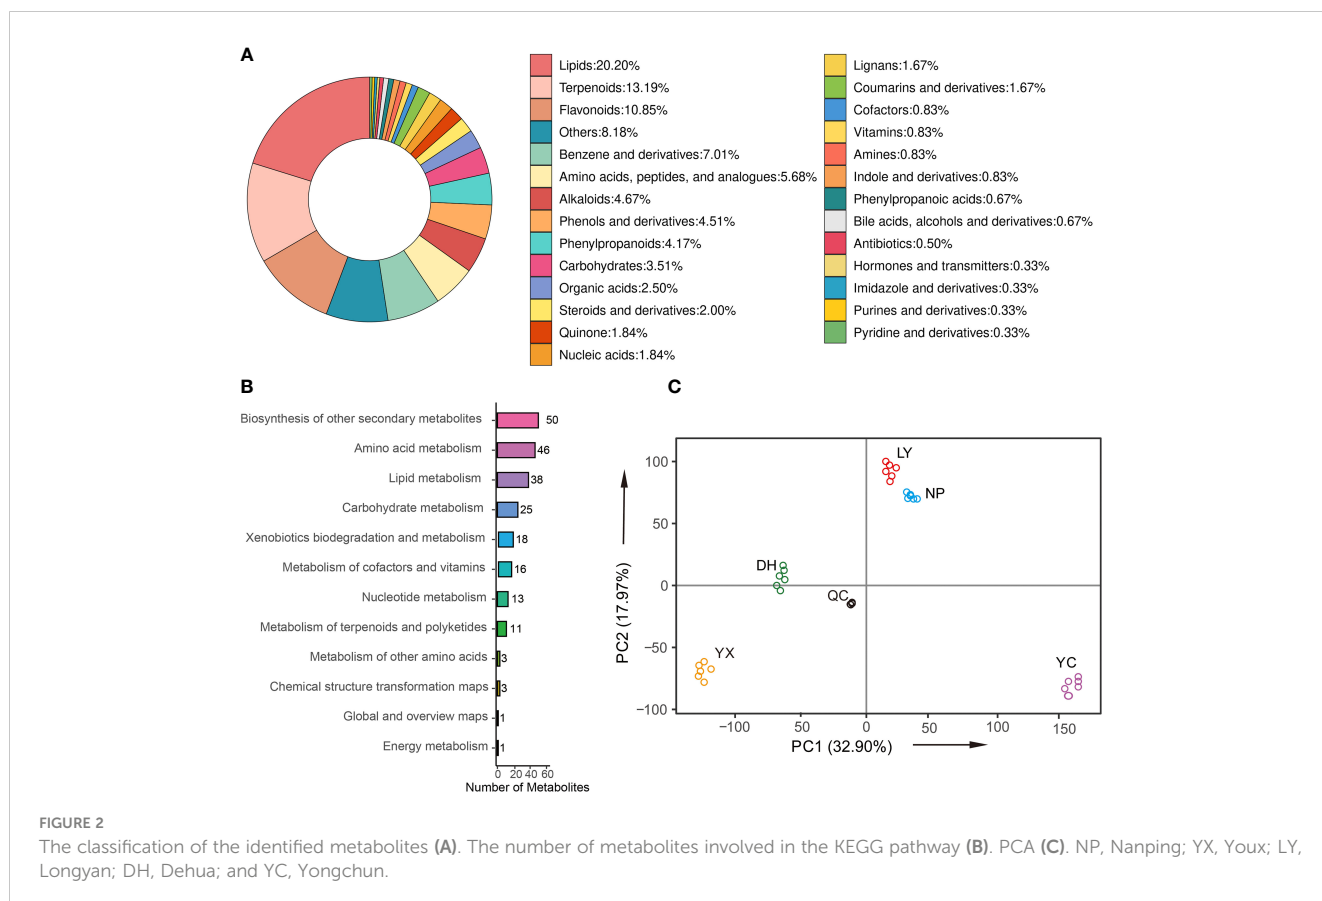 A
Lipids:20.20%
Terpenoids:13.19%
Flavonoids:10.85%
Others:8.18%
Benzene and derivatives:7.01%
Amino acids, peptides, and analogues:5.68%
Alkaloids:4.67%
Phenols and derivatives:4.51%
Phenylpropanoids:4.17%
Carbohydrates:3.51%
Organic acids:2.50%
Steroids and derivatives:2.00%
Quinone:1.84%
Nucleic acids:1.84%
Lignans:1.67%
Coumarins and derivatives:1.67%
Cofactors:0.83%
Vitamins:0.83%
Amines:0.83%
Indole and derivatives:0.83%
Phenylpropanoic acids:0.67%
Bile acids, alcohols and derivatives:0.67%
Antibiotics:0.50%
Hormones and transmitters:0.33%
Imidazole and derivatives:0.33%
Purines and derivatives:0.33%
Pyridine and derivatives:0.33%
B
Biosynthesis of other secondary metabolites 50
Amino acid metabolism 46
Lipid metabolism 38
Carbohydrate metabolism 25
Xenobiotics biodegradation and metabolism 18
Metabolism of cofactors and vitamins 16
Nucleotide metabolism 13
Metabolism of terpenoids and polyketides 11
Metabolism of other amino acids 3
Chemical structure transformation maps 3
Global and overview maps 1
Energy metabolism 1
0 20 40 60
Number of Metabolites
C
PC2 (17.97%)
100
50
0
−50
−100
LY
NP
DH
QC
YX
YC
−100 50 0 50 100 150
PC1 (32.90%)
FIGURE 2
The classification of the identified metabolites (A). The number of metabolites involved in the KEGG pathway (B). PCA (C). NP, Nanping; YX, Youx; LY,
Longyan; DH, Dehua; and YC, Yongchun.